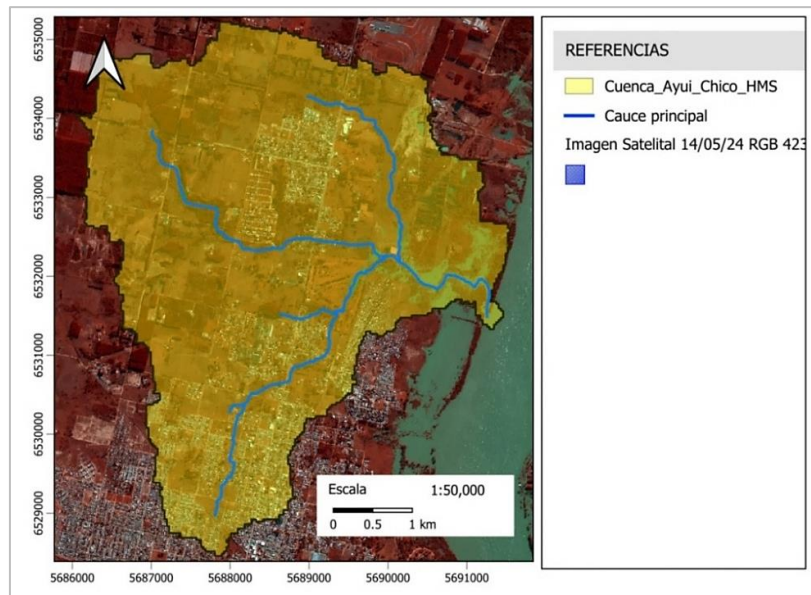 REFERENCIAS
Cuenca_Ayui_Chico_HMS
Cauce principal
Imagen Satelital 14/05/24 RGB 423
Escala 1:50,000
0 0.5 1 km
6535000
6534000
6533000
6532000
6531000
6530000
6529000
5686000 5687000 5688000 5689000 5690000 5691000